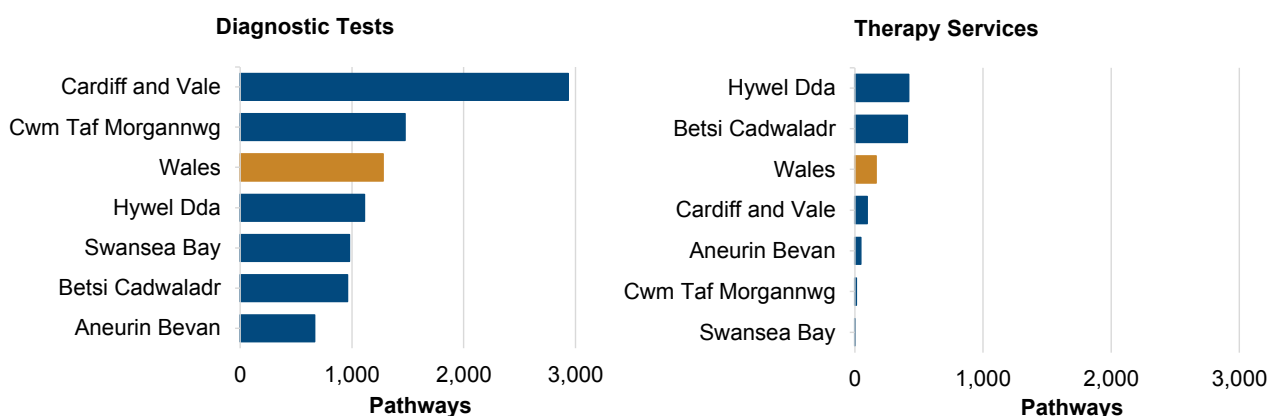 Diagnostic Tests
Cardiff and Vale
Cwm Taf Morgannwg
Wales
Hywel Dda
Swansea Bay
Betsi Cadwaladr
Aneurin Bevan
0 1,000 2,000 3,000
Pathways
Therapy Services
Hywel Dda
Betsi Cadwaladr
Wales
Cardiff and Vale
Aneurin Bevan
Cwm Taf Morgannwg
Swansea Bay
0 1,000 2,000 3,000
Pathways